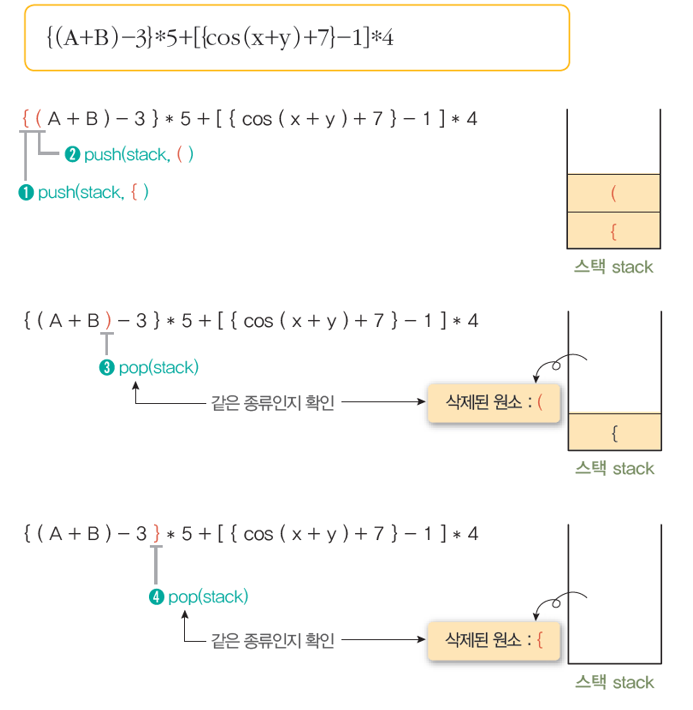 {(A+B)−3}*5+[{cos(x+y)+7}−1]*4
{ ( A + B ) − 3 } * 5 + [ { cos ( x + y ) + 7 } − 1 ] * 4
❷ push(stack, ( )
❶ push(stack, { )
(
{
스택 stack
{ ( A + B ) − 3 } * 5 + [ { cos ( x + y ) + 7 } − 1 ] * 4
❸ pop(stack)
같은 종류인지 확인
삭제된 원소 : (
{
스택 stack
{ ( A + B ) − 3 } * 5 + [ { cos ( x + y ) + 7 } − 1 ] * 4
❹ pop(stack)
같은 종류인지 확인
삭제된 원소 : {
스택 stack